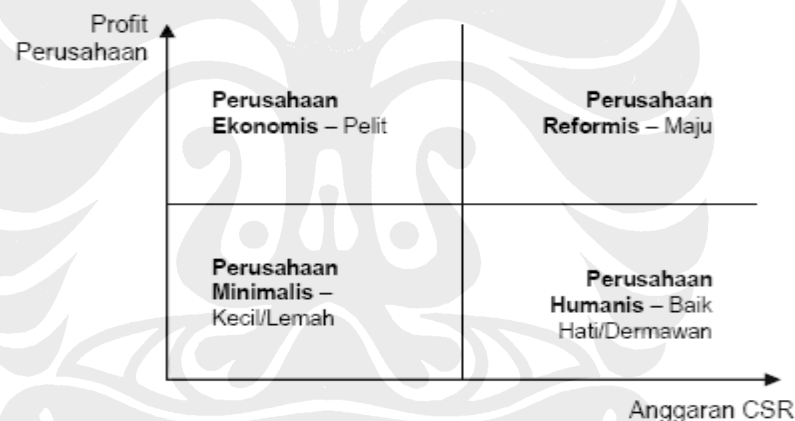 Profit
Perusahaan
Perusahaan
Ekonomis – Pelit
Perusahaan
Reformis – Maju
Perusahaan
Minimalis –
Kecil/Lemah
Perusahaan
Humanis – Baik
Hati/Dermawan
Anggaran CSR